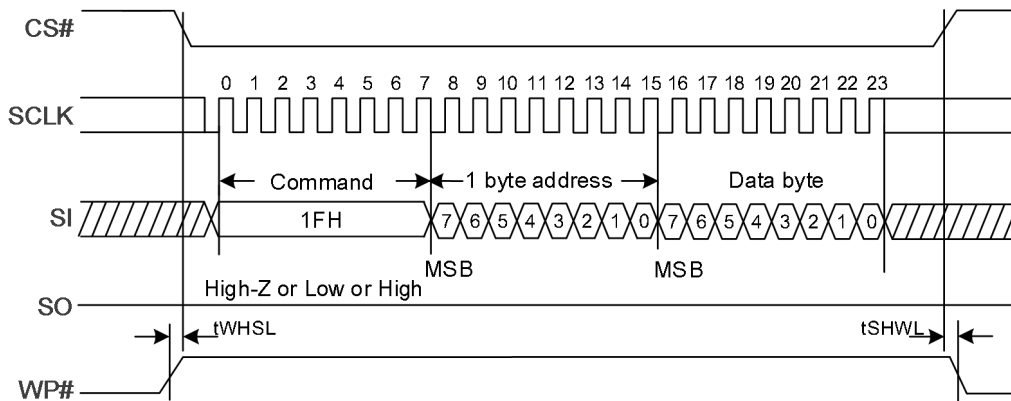 CS#
0 1 2 3 4 5 6 7 8 9 10 11 12 13 14 15 16 17 18 19 20 21 22 23
SCLK
Command 1 byte address Data byte
SI 1FH 7 6 5 4 3 2 1 0 7 6 5 4 3 2 1 0
MSB MSB
High-Z or Low or High
SO
tWHSL tSHWL
WP#